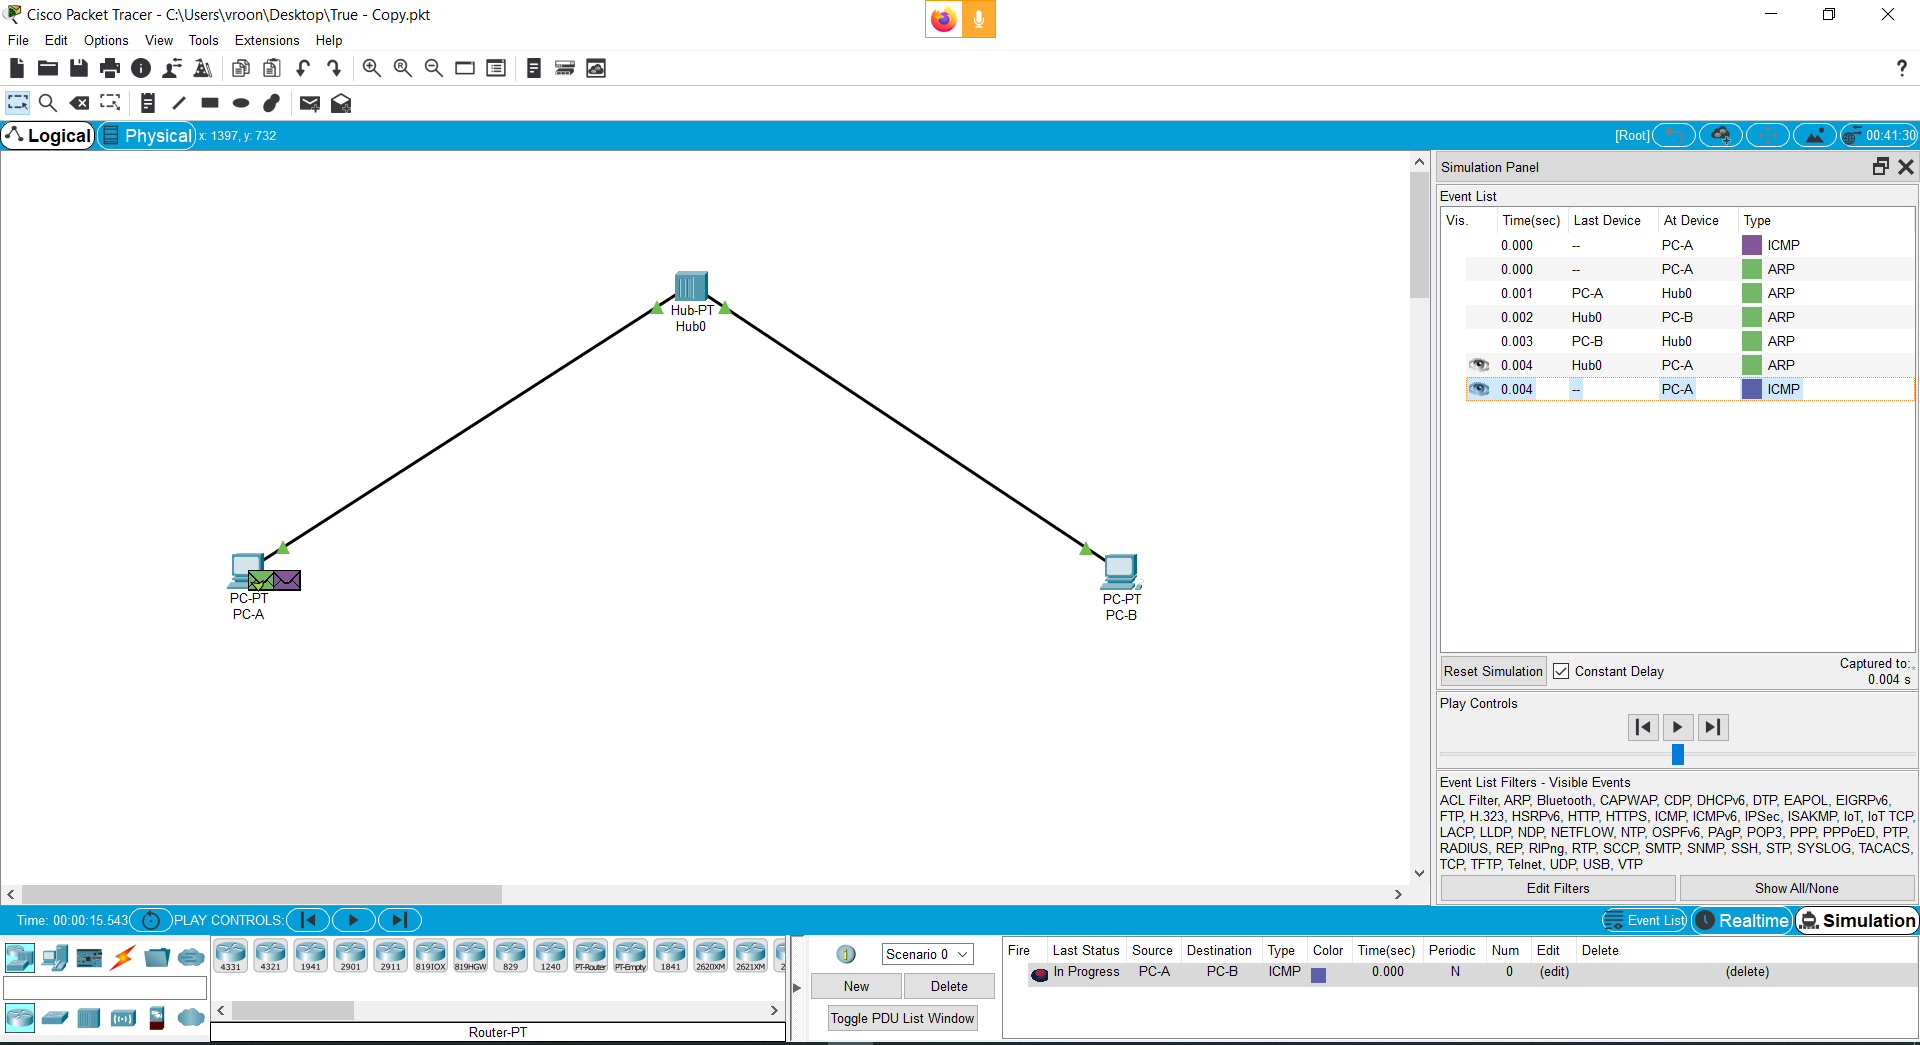 Cisco Packet Tracer - C:\Users\vroon\Desktop\True - Copy.pkt
File Edit Options View Tools Extensions Help
Logical Physical x: 1397, y: 732 [Root] 00:41:30
Simulation Panel
Event List
Vis. Time(sec) Last Device At Device Type
0.000 -- PC-A ICMP
0.000 -- PC-A ARP
0.001 PC-A Hub0 ARP
0.002 Hub0 PC-B ARP
0.003 PC-B Hub0 ARP
0.004 Hub0 PC-A ARP
0.004 -- PC-A ICMP
Hub-PT
Hub0
PC-PT
PC-A
PC-PT
PC-B
Reset Simulation Constant Delay Captured to:
0.004 s
Play Controls
Event List Filters - Visible Events
ACL Filter, ARP, Bluetooth, CAPWAP, CDP, DHCPv6, DTP, EAPOL, EIGRPv6,
FTP, H.323, HSRPv6, HTTP, HTTPS, ICMP, ICMPv6, IPSec, ISAKMP, IoT, IoT TCP,
LACP, LLDP, NDP, NETFLOW, NTP, OSPFv6, PAgP, POP3, PPP, PPPoED, PTP,
RADIUS, REP, RIPng, RTP, SCCP, SMTP, SNMP, SSH, STP, SYSLOG, TACACS,
TCP, TFTP, Telnet, UDP, USB, VTP
Edit Filters Show All/None
Time: 00:00:15.543 PLAY CONTROLS: Event List Realtime Simulation
4331 4321 1941 2901 2911 819IOX 819HGW 829 1240 PT-Router PT-Empty 1841 2620XM 2621XM 2
Router-PT
Scenario 0
New Delete
Toggle PDU List Window
Fire Last Status Source Destination Type Color Time(sec) Periodic Num Edit Delete
In Progress PC-A PC-B ICMP 0.000 N 0 (edit) (delete)